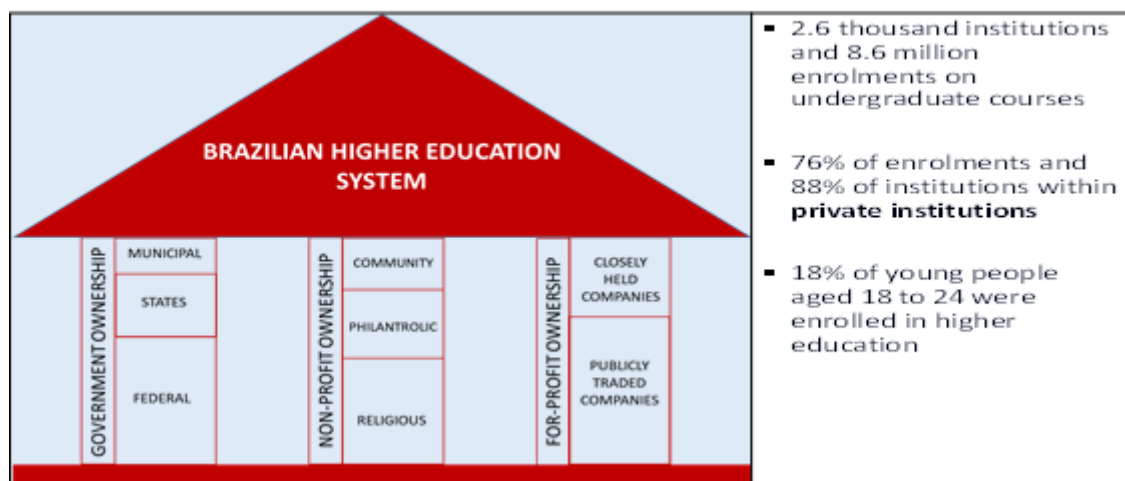 BRAZILIAN HIGHER EDUCATION
SYSTEM
GOVERNMENT OWNERSHIP
MUNICIPAL
STATES
FEDERAL
NON-PROFIT OWNERSHIP
COMMUNITY
PHILANTROLIC
RELIGIOUS
FOR-PROFIT OWNERSHIP
CLOSELY
HELD
COMPANIES
PUBLICLY
TRADED
COMPANIES
▪ 2.6 thousand institutions
and 8.6 million
enrolments on
undergraduate courses
▪ 76% of enrolments and
88% of institutions within
private institutions
▪ 18% of young people
aged 18 to 24 were
enrolled in higher
education